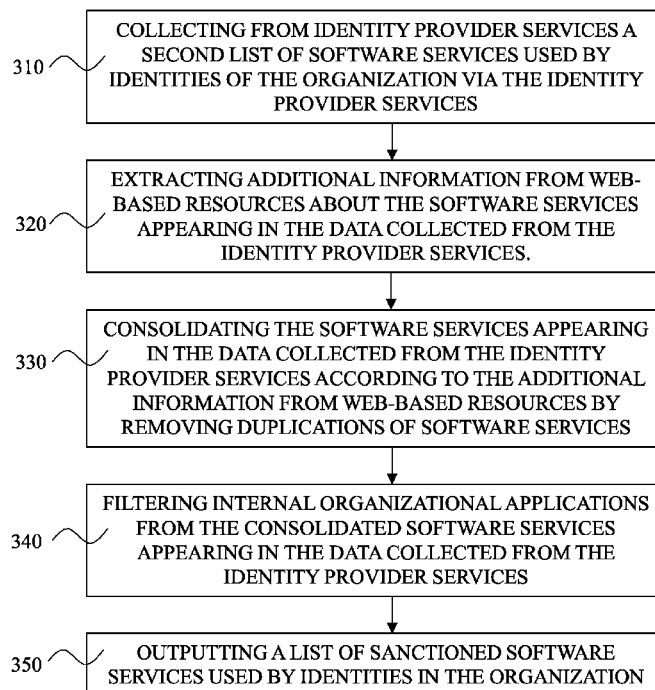 310
COLLECTING FROM IDENTITY PROVIDER SERVICES A
SECOND LIST OF SOFTWARE SERVICES USED BY
IDENTITIES OF THE ORGANIZATION VIA THE IDENTITY
PROVIDER SERVICES
320
EXTRACTING ADDITIONAL INFORMATION FROM WEB-
BASED RESOURCES ABOUT THE SOFTWARE SERVICES
APPEARING IN THE DATA COLLECTED FROM THE
IDENTITY PROVIDER SERVICES.
330
CONSOLIDATING THE SOFTWARE SERVICES APPEARING
IN THE DATA COLLECTED FROM THE IDENTITY
PROVIDER SERVICES ACCORDING TO THE ADDITIONAL
INFORMATION FROM WEB-BASED RESOURCES BY
REMOVING DUPLICATIONS OF SOFTWARE SERVICES
340
FILTERING INTERNAL ORGANIZATIONAL APPLICATIONS
FROM THE CONSOLIDATED SOFTWARE SERVICES
APPEARING IN THE DATA COLLECTED FROM THE
IDENTITY PROVIDER SERVICES
350
OUTPUTTING A LIST OF SANCTIONED SOFTWARE
SERVICES USED BY IDENTITIES IN THE ORGANIZATION